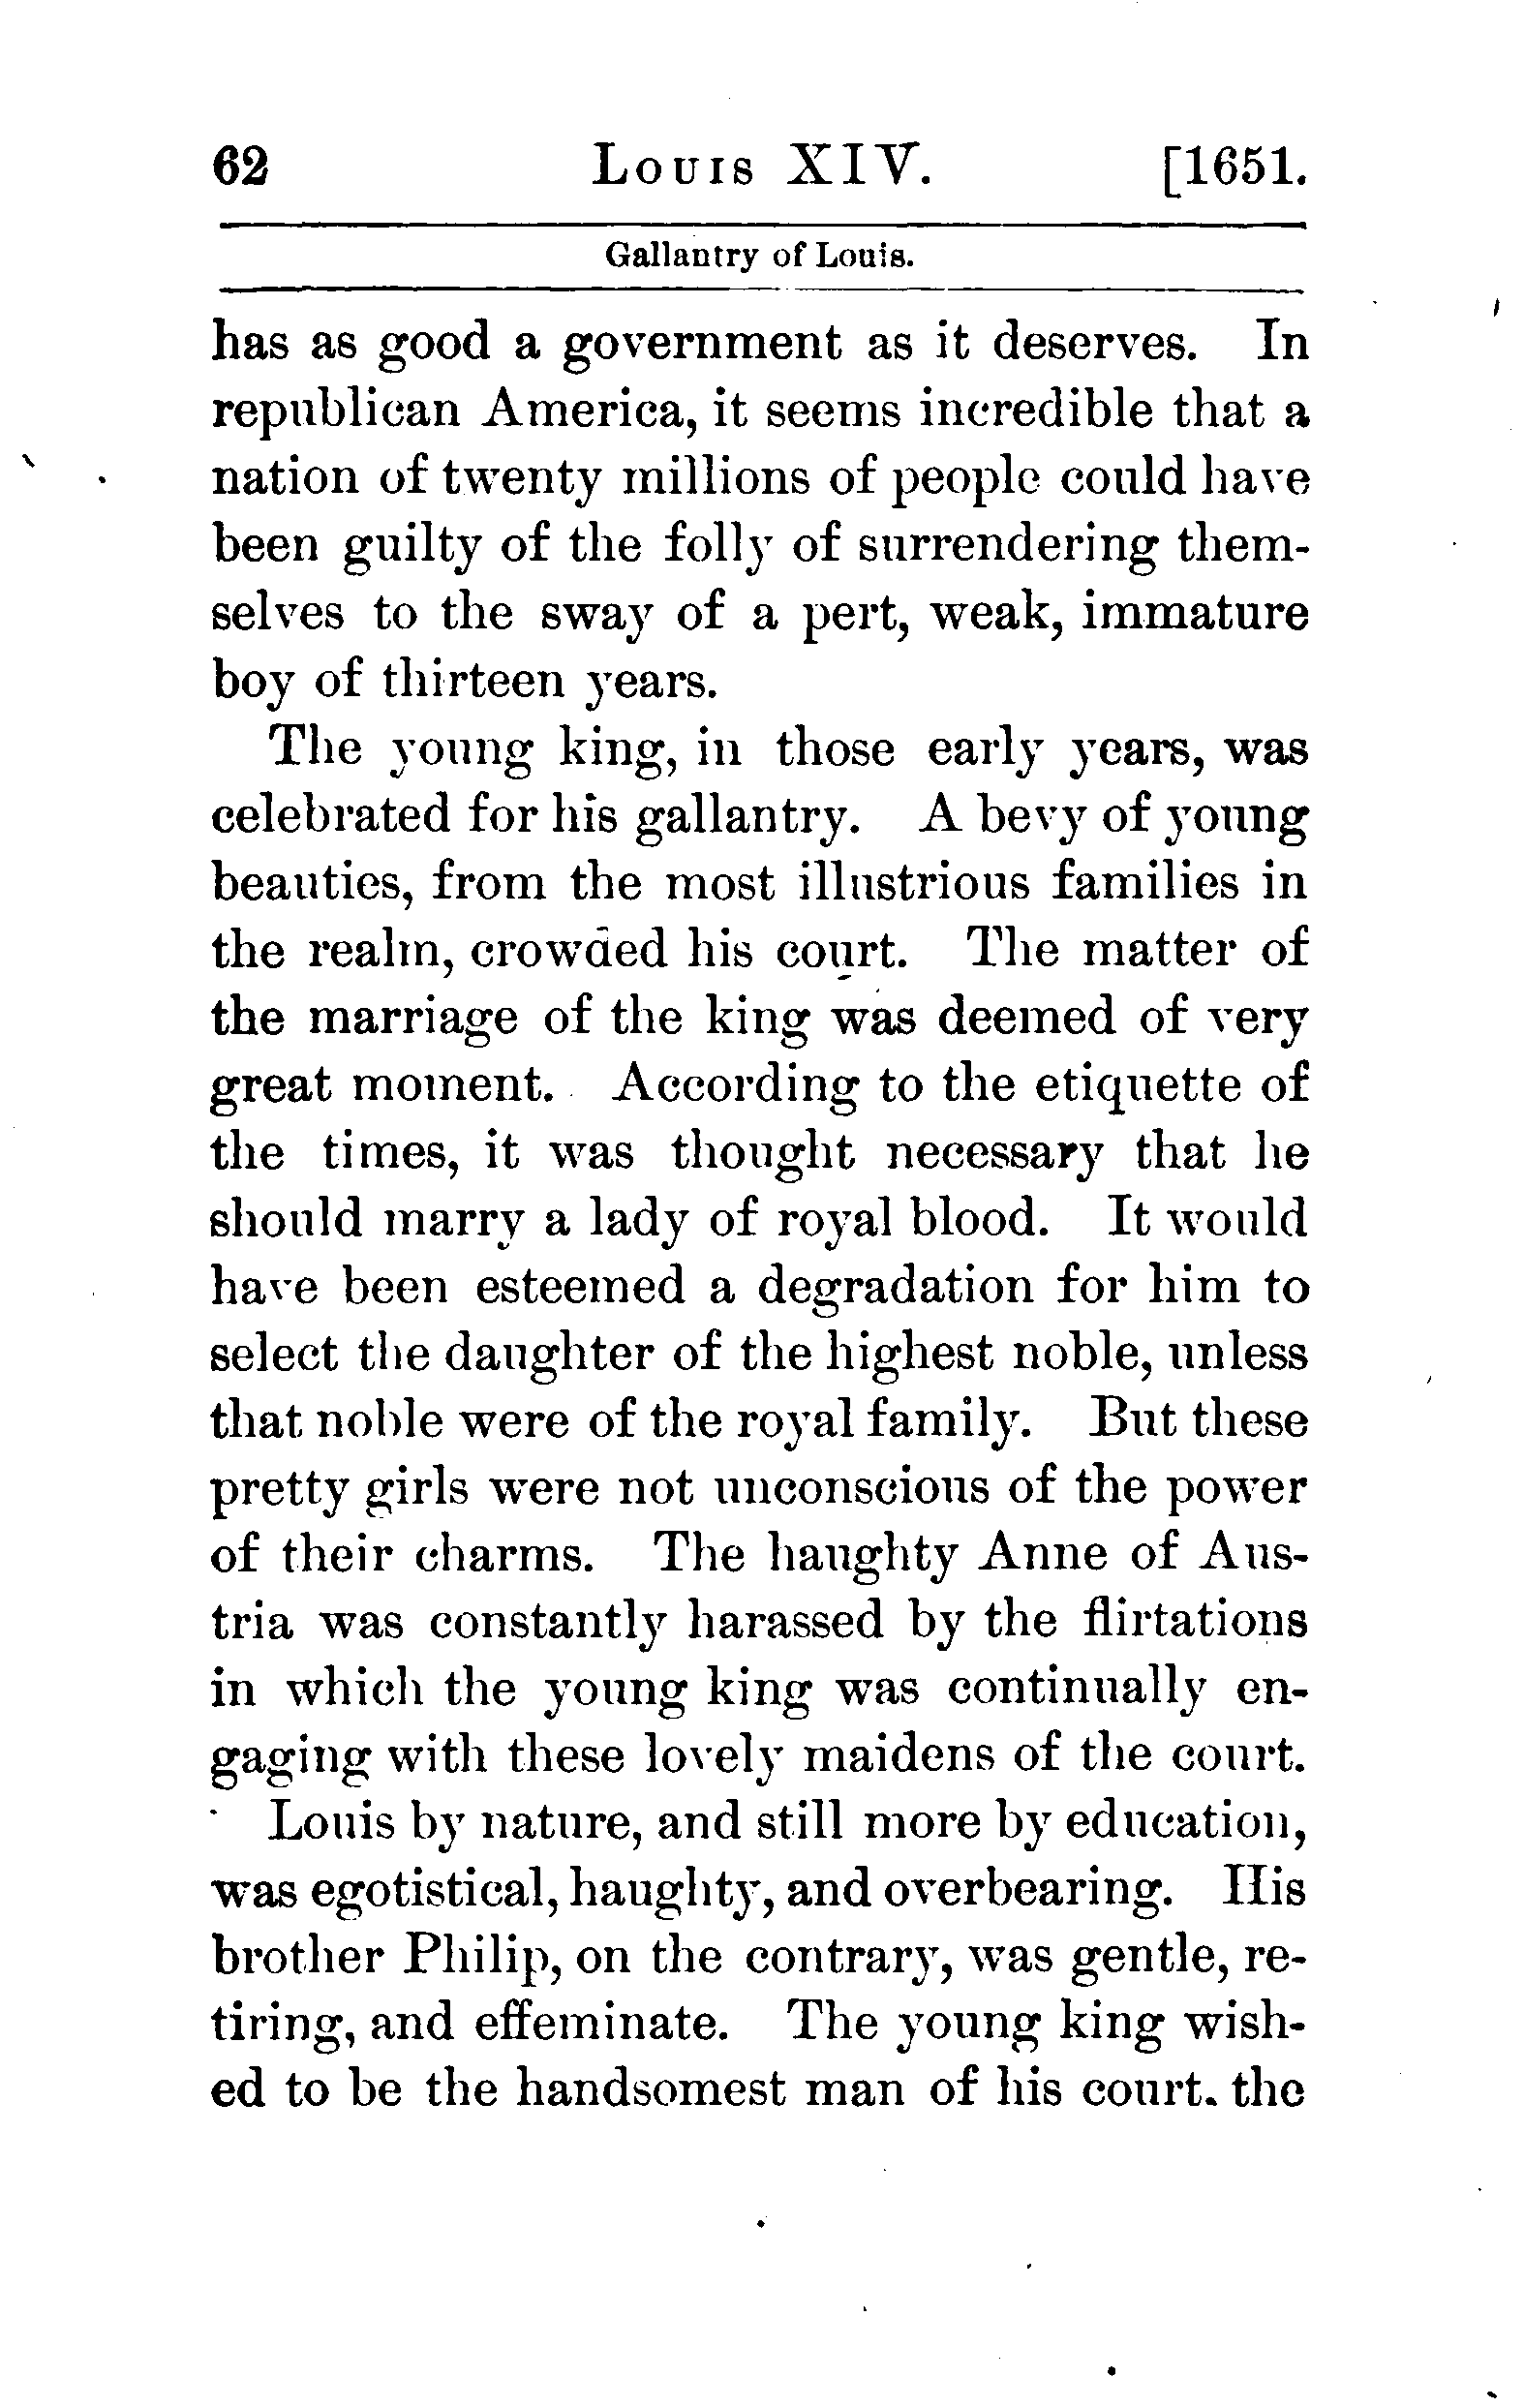 62 Louis XIV. [1651.
Gallantry of Louis.
has as good a government as it deserves. In
republican America, it seems incredible that a
nation of twenty millions of people could have
been guilty of the folly of surrendering them-
selves to the sway of a pert, weak, immature
boy of thirteen years.
The young king, in those early years, was
celebrated for his gallantry. A bevy of young
beauties, from the most illustrious families in
the realm, crowded his court. The matter of
the marriage of the king was deemed of very
great moment. According to the etiquette of
the times, it was thought necessary that he
should marry a lady of royal blood. It would
have been esteemed a degradation for him to
select the daughter of the highest noble, unless
that noble were of the royal family. But these
pretty girls were not unconscious of the power
of their charms. The haughty Anne of Aus-
tria was constantly harassed by the flirtations
in which the young king was continually en-
gaging with these lovely maidens of the court.
Louis by nature, and still more by education,
was egotistical, haughty, and overbearing. His
brother Philip, on the contrary, was gentle, re-
tiring, and effeminate. The young king wish-
ed to be the handsomest man of his court. the